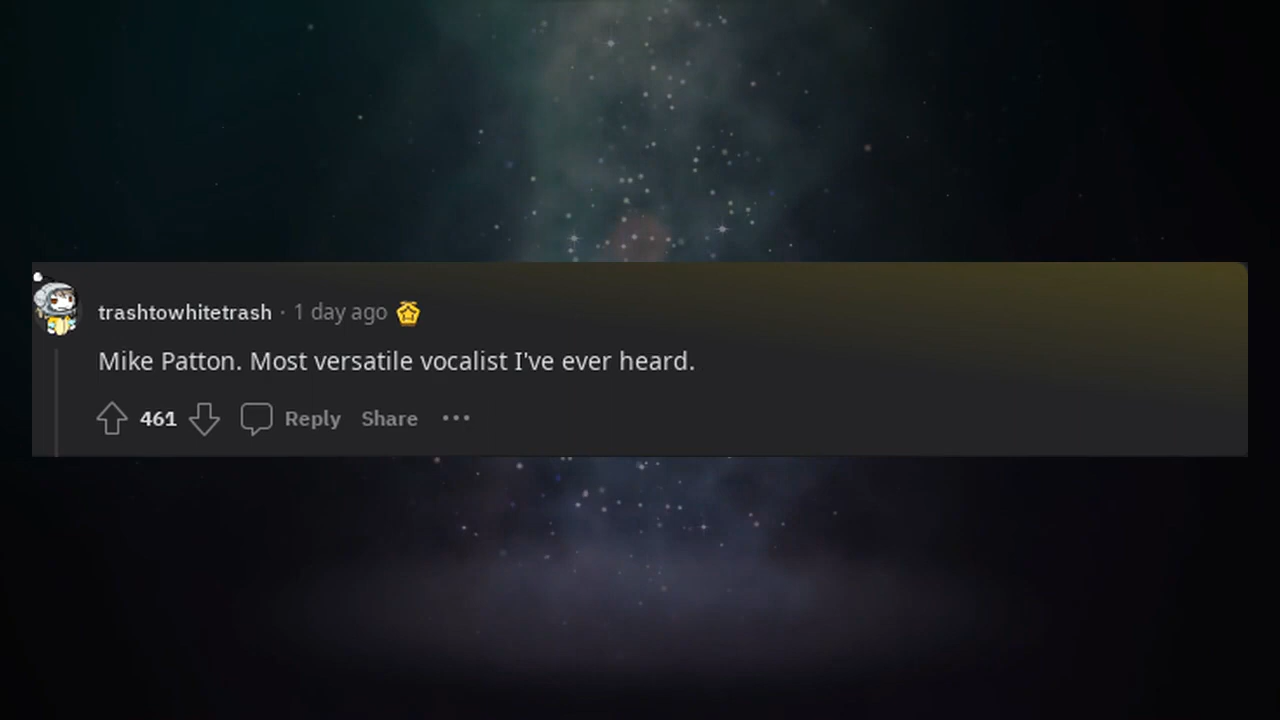 trashtowhitetrash · 1 day ago
Mike Patton. Most versatile vocalist I've ever heard.
461 Reply Share ···